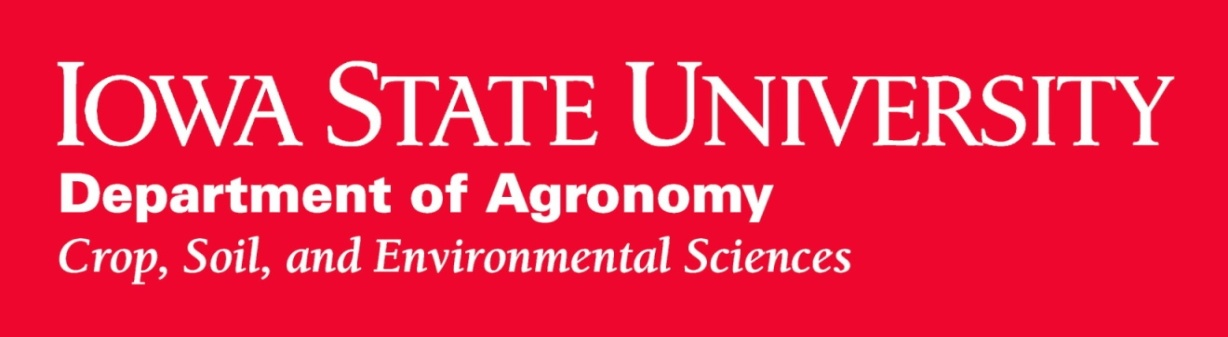 IOWA STATE UNIVERSITY
Department of Agronomy
Crop, Soil, and Environmental Sciences